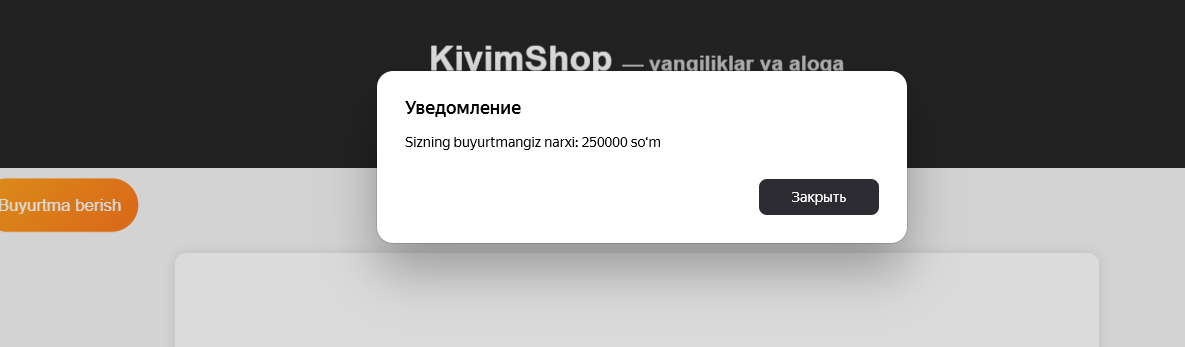 KiyimShop — yangiliklar va aloqa
Уведомление
Sizning buyurtmangiz narxi: 250000 so‘m
Закрыть
Buyurtma berish